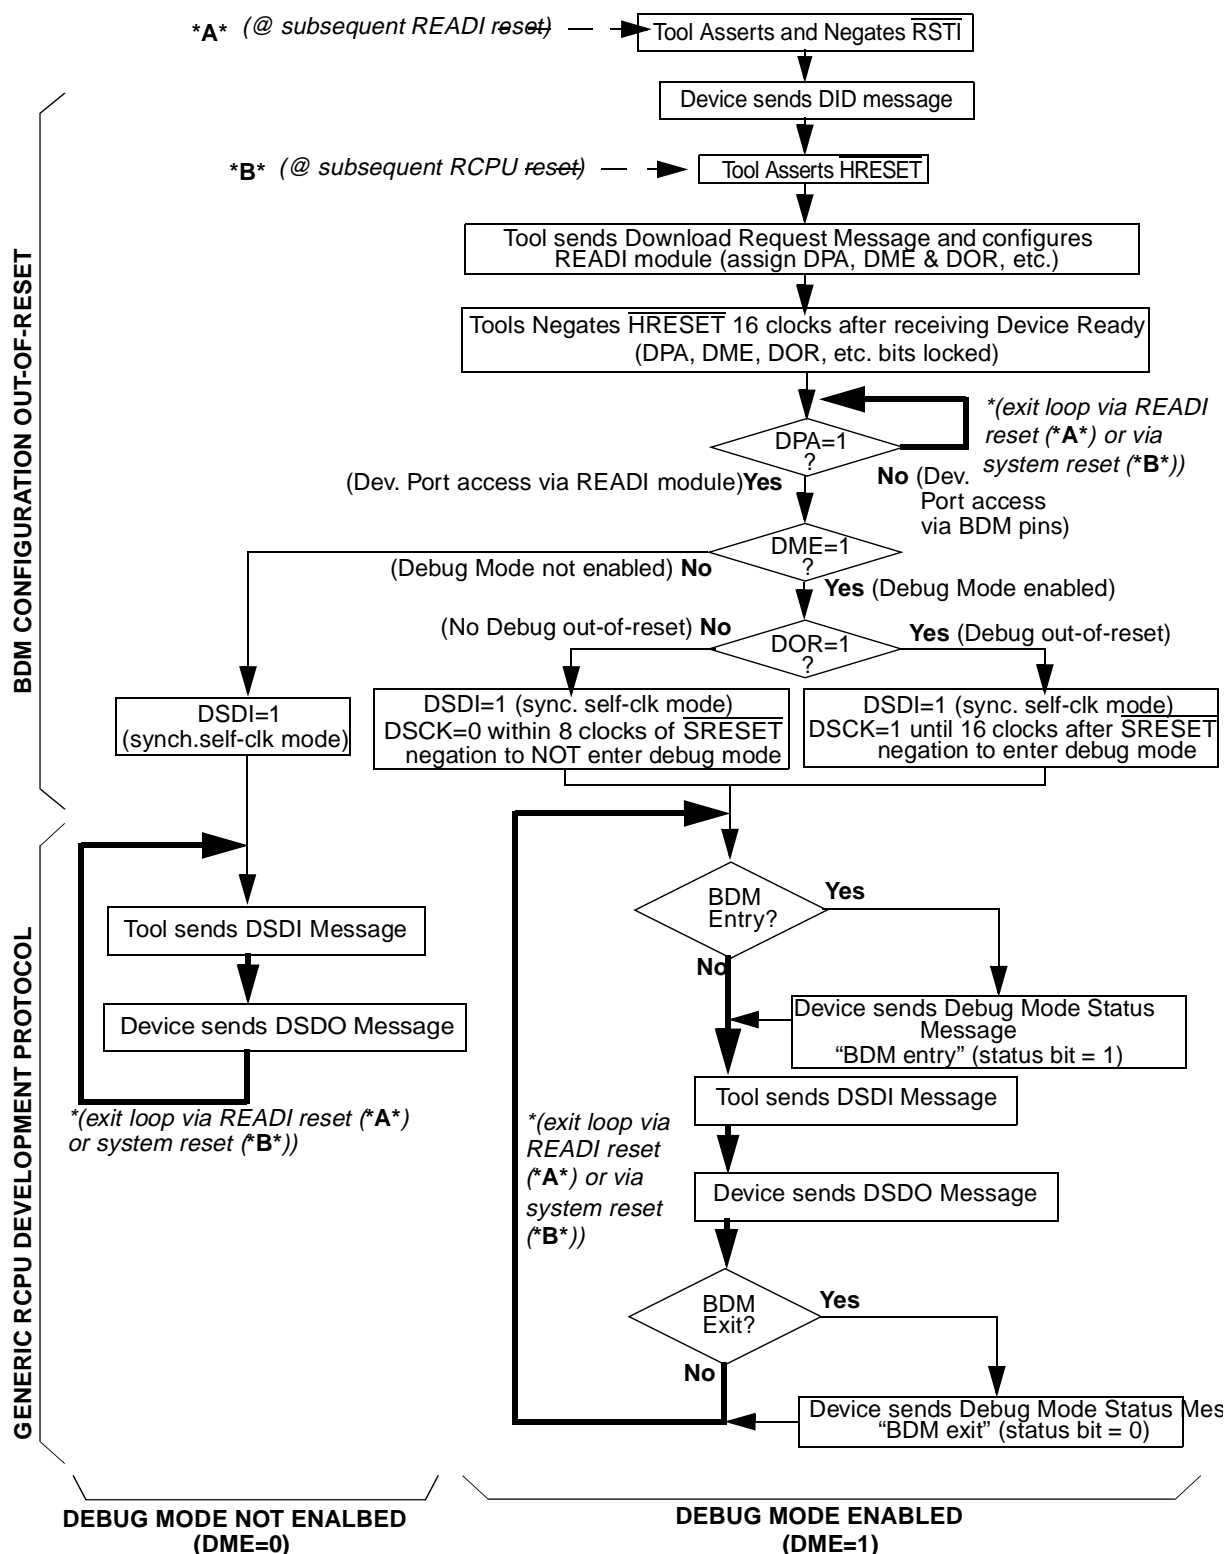 *A* (@ subsequent READI reset)
Tool Asserts and Negates RSTI
Device sends DID message
*B* (@ subsequent RCPU reset)
Tool Asserts HRESET
Tool sends Download Request Message and configures
READI module (assign DPA, DME & DOR, etc.)
Tools Negates HRESET 16 clocks after receiving Device Ready
(DPA, DME, DOR, etc. bits locked)
*(exit loop via READI
reset (*A*) or via
system reset (*B*))
DPA=1
?
(Dev. Port access via READI module) Yes
No (Dev.
Port access
via BDM pins)
DME=1
?
(Debug Mode not enabled) No
Yes (Debug Mode enabled)
(No Debug out-of-reset) No
Yes (Debug out-of-reset)
DOR=1
?
DSDI=1
(synch.self-clk mode)
DSDI=1 (sync. self-clk mode)
DSCK=0 within 8 clocks of SRESET
negation to NOT enter debug mode
DSDI=1 (sync. self-clk mode)
DSCK=1 until 16 clocks after SRESET
negation to enter debug mode
BDM CONFIGURATION OUT-OF-RESET
BDM
Entry?
Yes
No
Tool sends DSDI Message
Device sends DSDO Message
*(exit loop via READI reset (*A*)
or system reset (*B*))
Device sends Debug Mode Status
Message
“BDM entry” (status bit = 1)
Tool sends DSDI Message
*(exit loop via
READI reset
(*A*) or via
system reset
(*B*))
Device sends DSDO Message
BDM
Exit?
Yes
No
Device sends Debug Mode Status Mes
“BDM exit” (status bit = 0)
GENERIC RCPU DEVELOPMENT PROTOCOL
DEBUG MODE NOT ENALBED
(DME=0)
DEBUG MODE ENABLED
(DME=1)